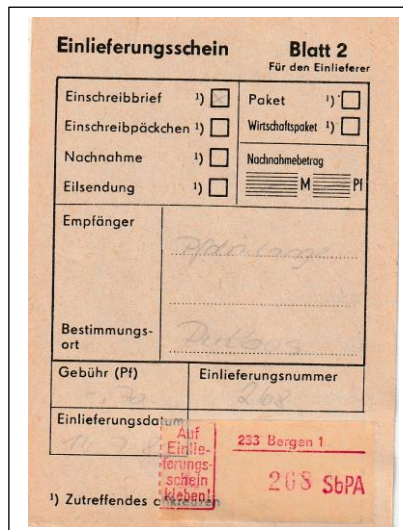 Einlieferungsschein Blatt 2
Für den Einlieferer
Einschreibbrief ¹) Paket ¹)
Einschreibpäckchen ¹) Wirtschaftspaket ¹)
Nachnahme ¹) Nachnahmebetrag
Eilsendung ¹) M Pf
Empfänger
Bestimmungs-
ort
Gebühr (Pf) Einlieferungsnummer
-,70 268
Einlieferungsdatum
Auf
Einlie-
ferungs-
schein
kleben!
233 Bergen 1
268 SbPA
¹) Zutreffendes ankreuzen